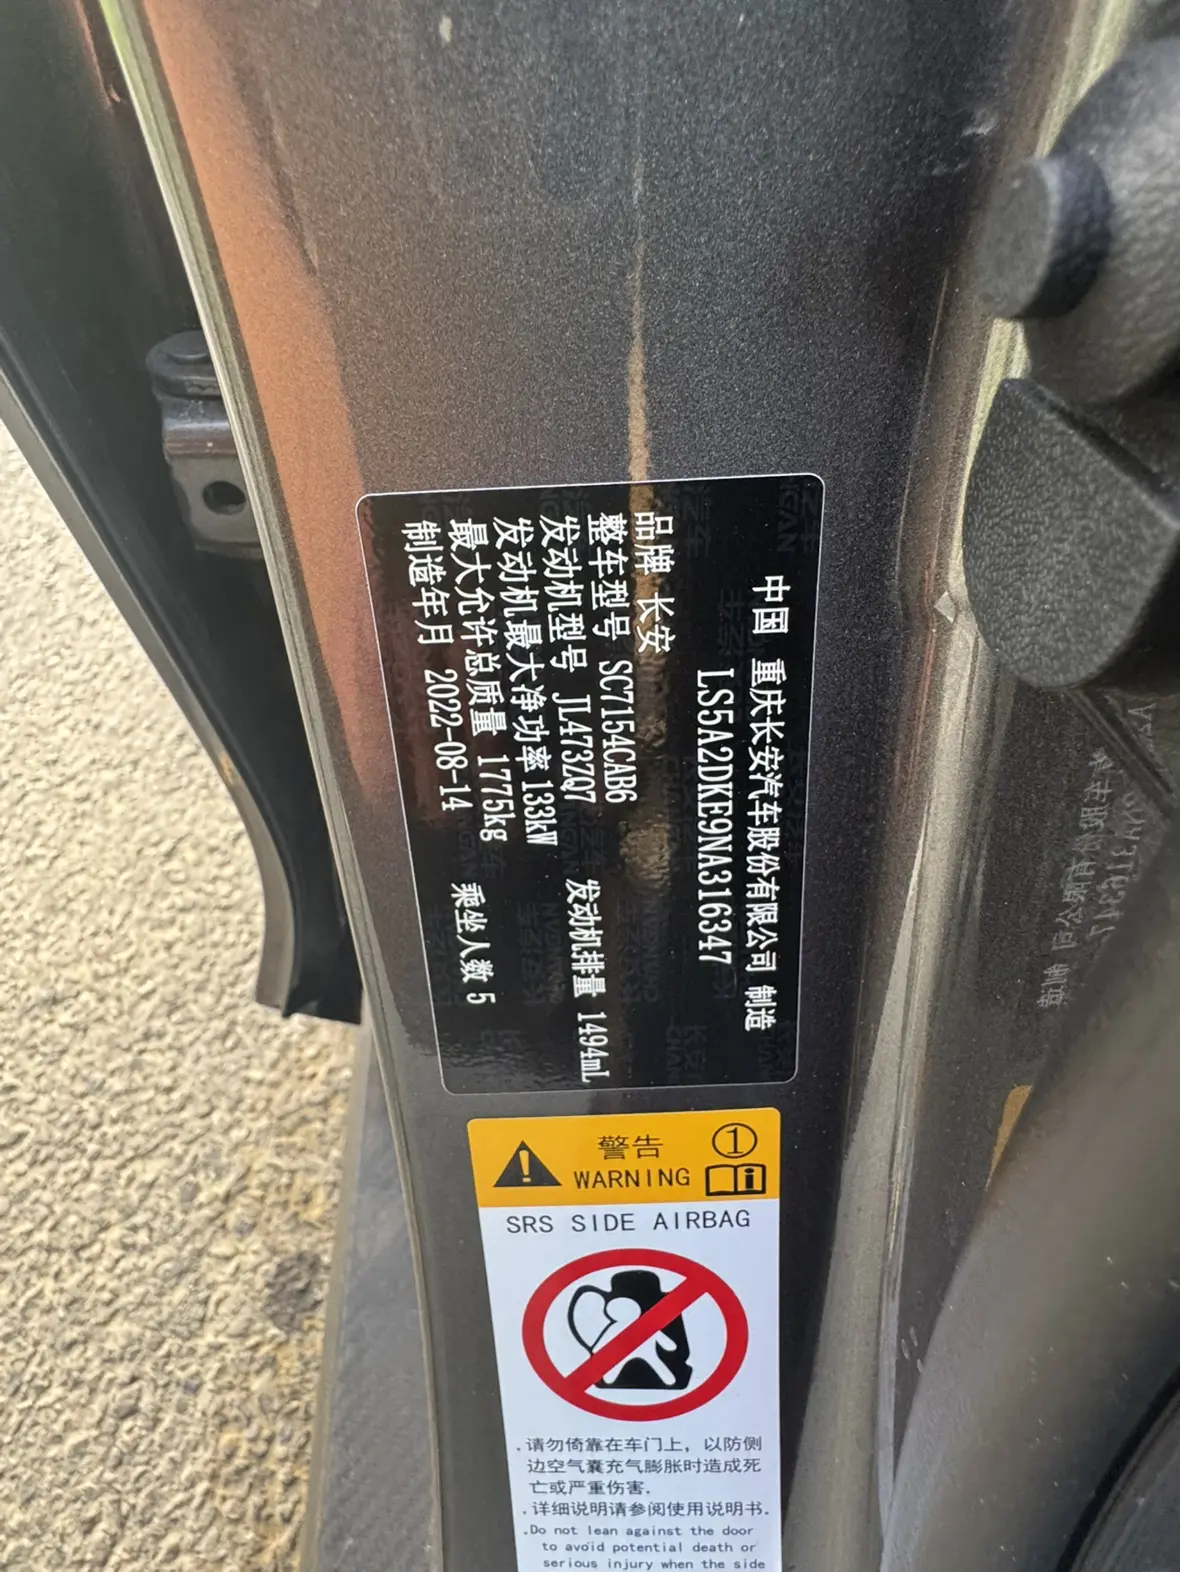 中国 重庆长安汽车股份有限公司 制造
LS5A2DKE9NA316347
品牌 长安
整车型号 SC7154CAB6
发动机型号 JL473ZQ7 发动机排量 1494mL
发动机最大净功率 133kW
最大允许总质量 1775kg 乘坐人数 5
制造年月 2022-08-14
警告 ①
WARNING
SRS SIDE AIRBAG
.请勿倚靠在车门上，以防侧
边空气囊充气膨胀时造成死
亡或严重伤害.
.详细说明请参阅使用说明书.
.Do not lean against the door
to avoid potential death or
serious injury when the side